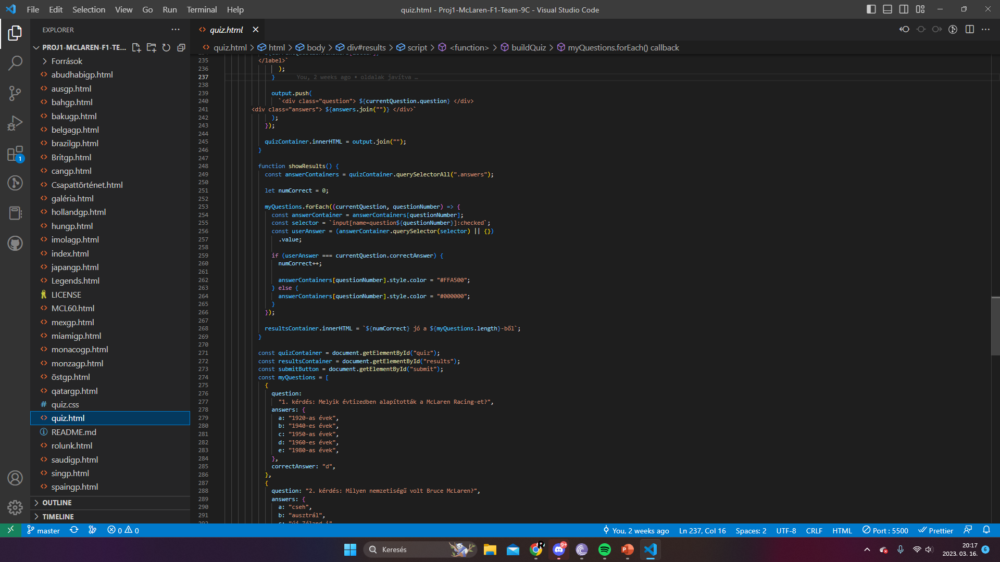 File Edit Selection View Go Run Terminal Help
quiz.html - Proj1-McLaren-F1-Team-9C - Visual Studio Code
EXPLORER
quiz.html
PROJ1-MCLAREN-F1-TE...
quiz.html > html > body > div#results > script > <function> > buildQuiz > myQuestions.forEach() callback
Források
abudhabigp.html
ausgp.html
bahgp.html
bakugp.html
belgagp.html
brazilgp.html
Britgp.html
cangp.html
Csapattörténet.html
galéria.html
hollandgp.html
hungp.html
imolagp.html
index.html
japangp.html
Legends.html
LICENSE
MCL60.html
mexgp.html
miamigp.html
monacogp.html
monzagp.html
östgp.html
qatargp.html
quiz.css
quiz.html
README.md
rolunk.html
saudigp.html
singp.html
spaingp.html
OUTLINE
TIMELINE
1
235 </label>`
236 );
237 } You, 2 weeks ago • oldalak javítva …
238
239 output.push(
240 `<div class="question"> ${currentQuestion.question} </div>
241 <div class="answers"> ${answers.join("")} </div>`
242 );
243 });
244
245 quizContainer.innerHTML = output.join("");
246 }
247
248 function showResults() {
249 const answerContainers = quizContainer.querySelectorAll(".answers");
250
251 let numCorrect = 0;
252
253 myQuestions.forEach((currentQuestion, questionNumber) => {
254 const answerContainer = answerContainers[questionNumber];
255 const selector = `input[name=question${questionNumber}]:checked`;
256 const userAnswer = (answerContainer.querySelector(selector) || {})
257 .value;
258
259 if (userAnswer === currentQuestion.correctAnswer) {
260 numCorrect++;
261
262 answerContainers[questionNumber].style.color = "#FFA500";
263 } else {
264 answerContainers[questionNumber].style.color = "#000000";
265 }
266 });
267
268 resultsContainer.innerHTML = `${numCorrect} jó a ${myQuestions.length}-ből`;
269 }
270
271 const quizContainer = document.getElementById("quiz");
272 const resultsContainer = document.getElementById("results");
273 const submitButton = document.getElementById("submit");
274 const myQuestions = [
275 {
276 question:
277 "1. kérdés: Melyik évtizedben alapították a McLaren Racing-et?",
278 answers: {
279 a: "1920-as évek",
280 b: "1940-es évek",
281 c: "1950-as évek",
282 d: "1960-es évek",
283 e: "1980-as évek",
284 },
285 correctAnswer: "d",
286 },
287 {
288 question: "2. kérdés: Milyen nemzetiségű volt Bruce McLaren?",
289 answers: {
290 a: "cseh",
291 b: "ausztrál",
master 0 0 You, 2 weeks ago Ln 237, Col 16 Spaces: 2 UTF-8 CRLF HTML Port : 5500 Prettier
Keresés
9+
20:17
2023. 03. 16.
6